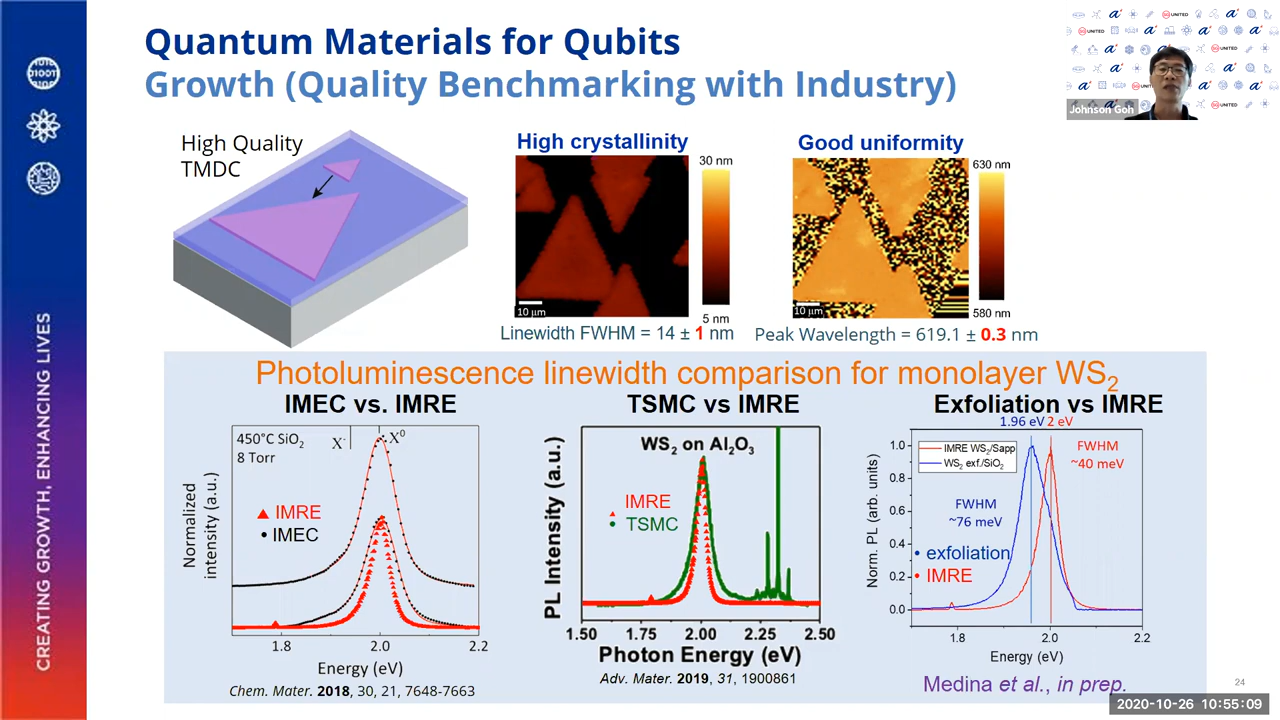 Quantum Materials for Qubits
Growth (Quality Benchmarking with Industry)
Johnson Goh
CREATING GROWTH, ENHANCING LIVES
High Quality
TMDC
High crystallinity
30 nm
5 nm
10 μm
Linewidth FWHM = 14 ± 1 nm
Good uniformity
630 nm
580 nm
10 μm
Peak Wavelength = 619.1 ± 0.3 nm
Photoluminescence linewidth comparison for monolayer WS₂
IMEC vs. IMRE
450°C SiO₂
8 Torr
X⁻
X⁰
IMRE
IMEC
Normalized
intensity (a.u.)
1.8 2.0 2.2
Energy (eV)
Chem. Mater. 2018, 30, 21, 7648-7663
TSMC vs IMRE
WS₂ on Al₂O₃
IMRE
TSMC
PL Intensity (a.u.)
1.50 1.75 2.00 2.25 2.50
Photon Energy (eV)
Adv. Mater. 2019, 31, 1900861
Exfoliation vs IMRE
1.96 eV 2 eV
IMRE WS₂/Sapp
WS₂ exf./SiO₂
FWHM
~40 meV
FWHM
~76 meV
exfoliation
IMRE
Norm. PL (arb. units)
1.0
0.8
0.6
0.4
0.2
0.0
1.8 2.0 2.2
Energy (eV)
Medina et al., in prep.
24
2020-10-26 10:55:09